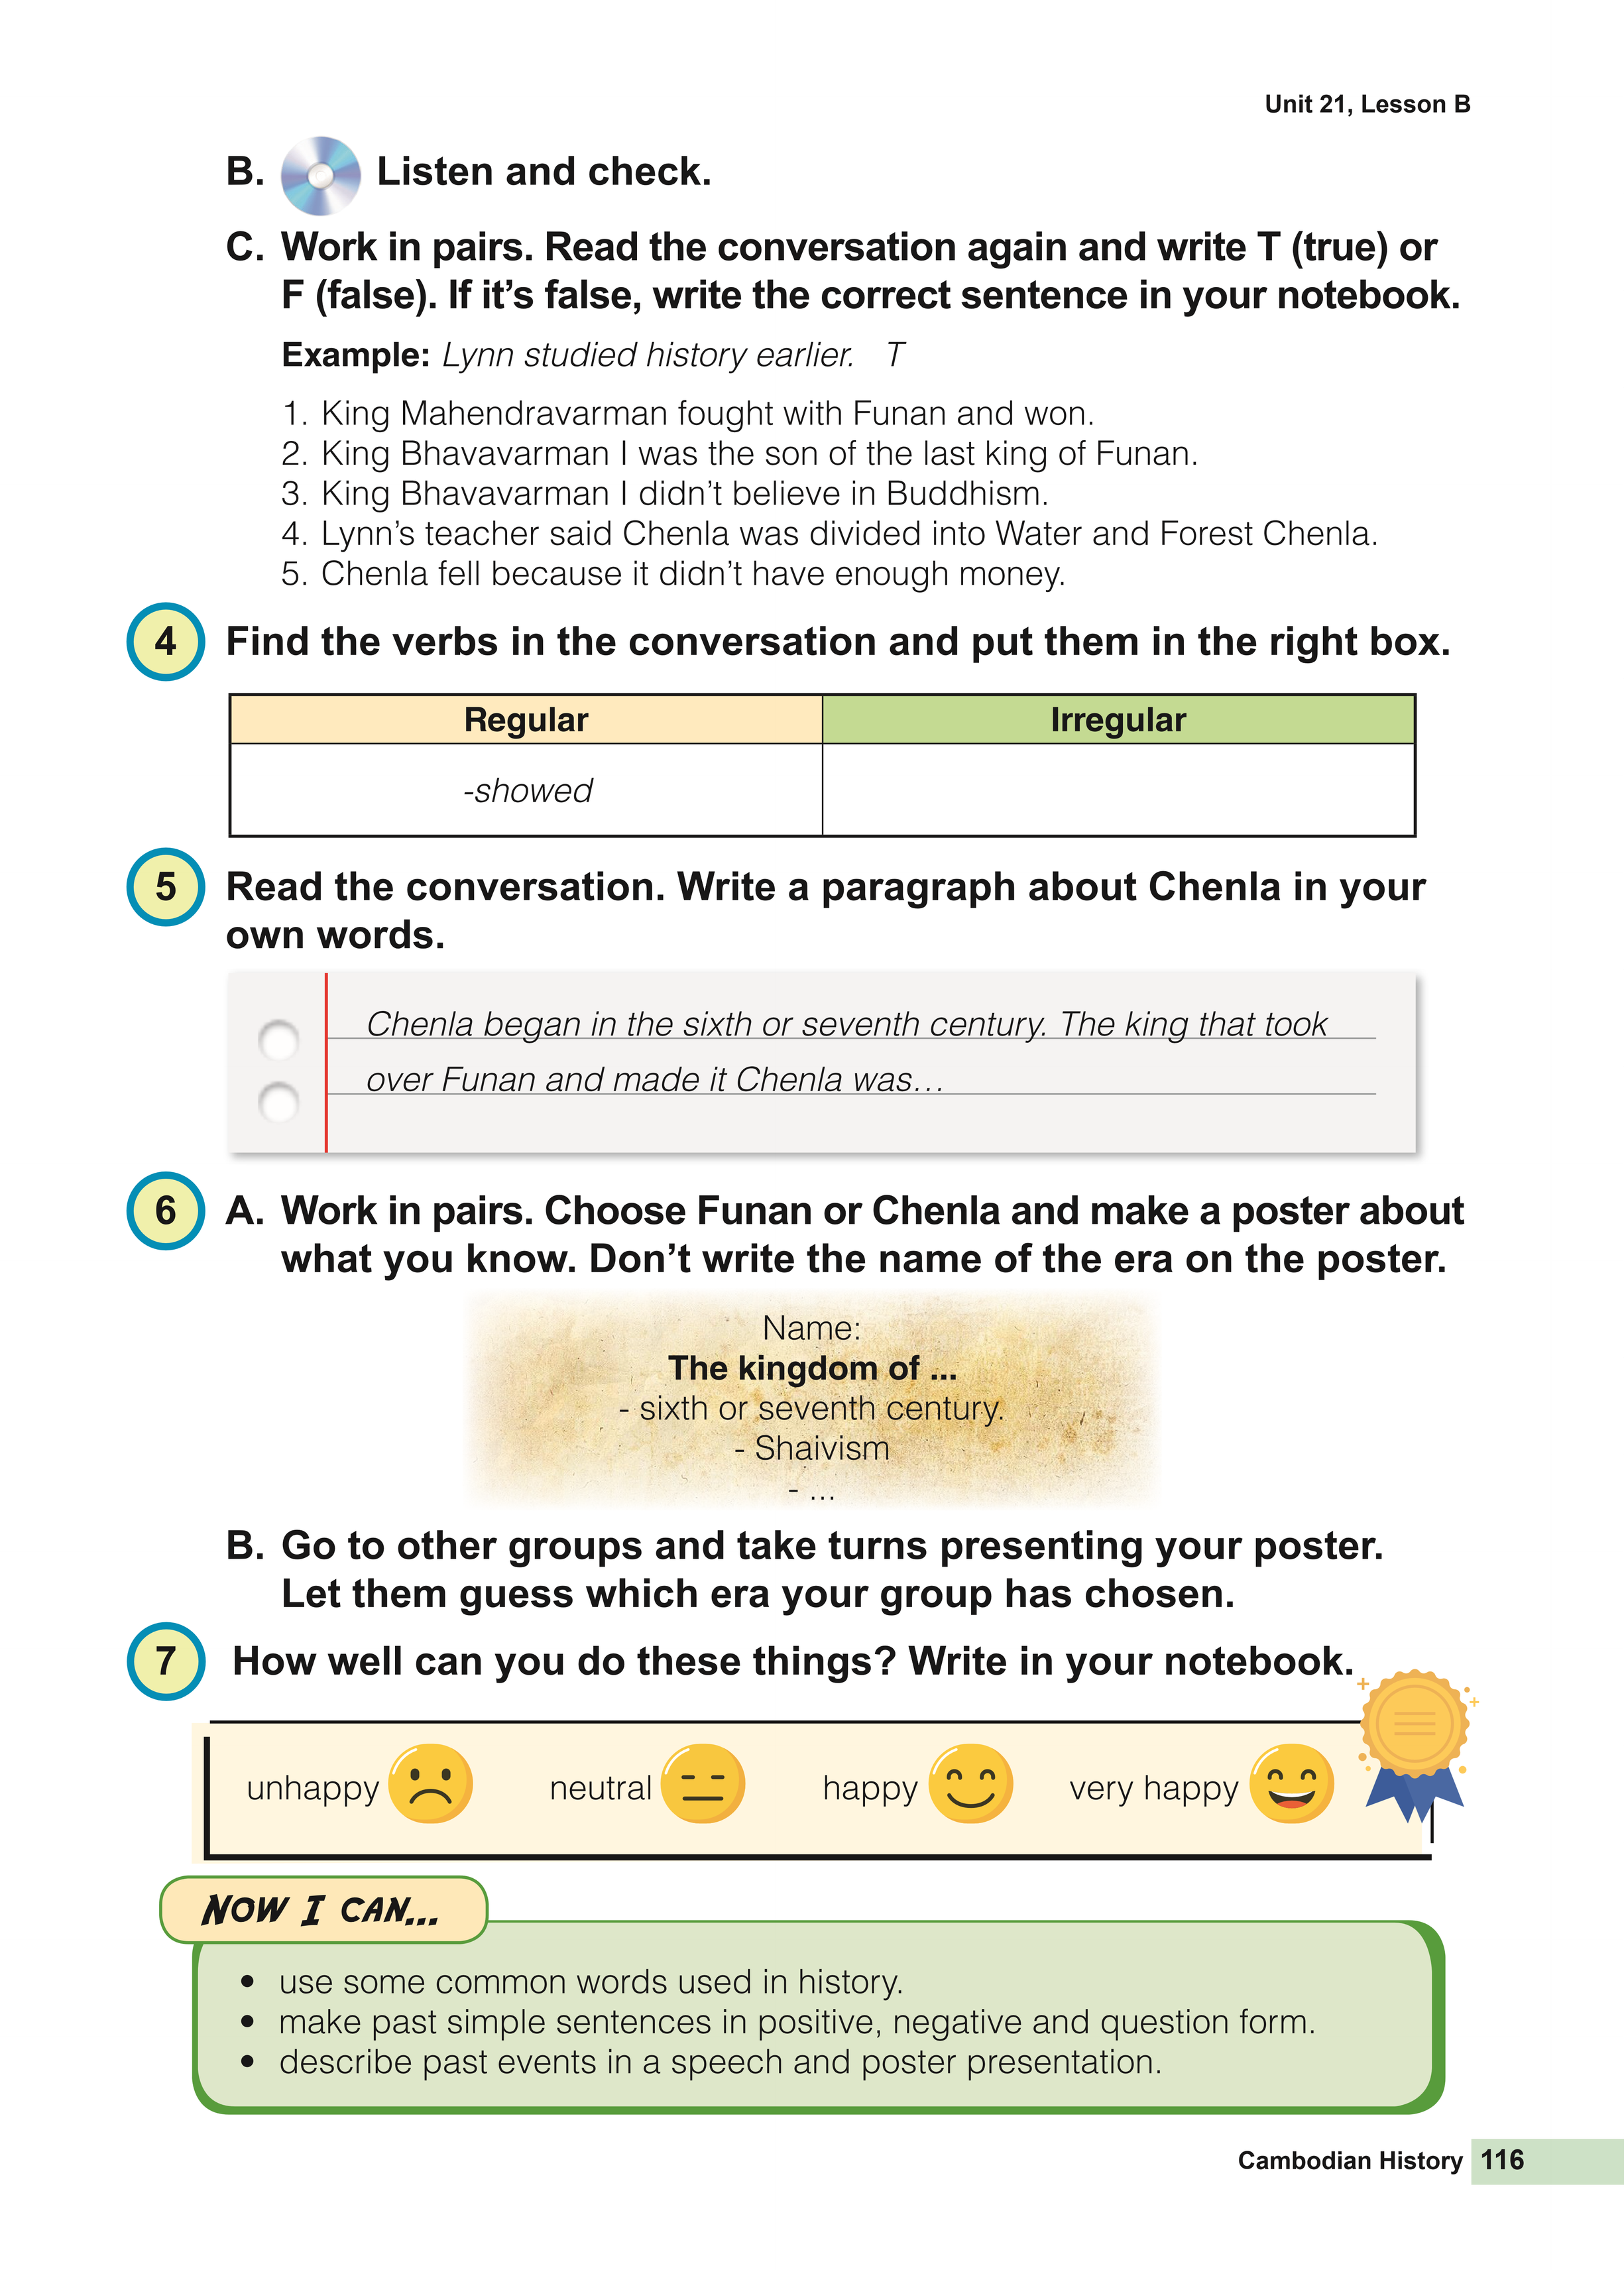 Unit 21, Lesson B
B. Listen and check.
C. Work in pairs. Read the conversation again and write T (true) or
F (false). If it's false, write the correct sentence in your notebook.
Example: Lynn studied history earlier. T
1. King Mahendravarman fought with Funan and won.
2. King Bhavavarman I was the son of the last king of Funan.
3. King Bhavavarman I didn't believe in Buddhism.
4. Lynn's teacher said Chenla was divided into Water and Forest Chenla.
5. Chenla fell because it didn't have enough money.
4 Find the verbs in the conversation and put them in the right box.
Regular Irregular
-showed
5 Read the conversation. Write a paragraph about Chenla in your
own words.
Chenla began in the sixth or seventh century. The king that took
over Funan and made it Chenla was...
6 A. Work in pairs. Choose Funan or Chenla and make a poster about
what you know. Don't write the name of the era on the poster.
Name:
The kingdom of ...
- sixth or seventh century.
- Shaivism
- ...
B. Go to other groups and take turns presenting your poster.
Let them guess which era your group has chosen.
7 How well can you do these things? Write in your notebook.
unhappy neutral happy very happy
Now I can...
• use some common words used in history.
• make past simple sentences in positive, negative and question form.
• describe past events in a speech and poster presentation.
Cambodian History 116